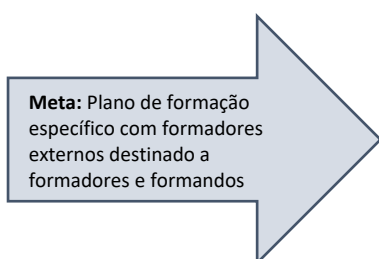 Meta: Plano de formação
específico com formadores
externos destinado a
formadores e formandos